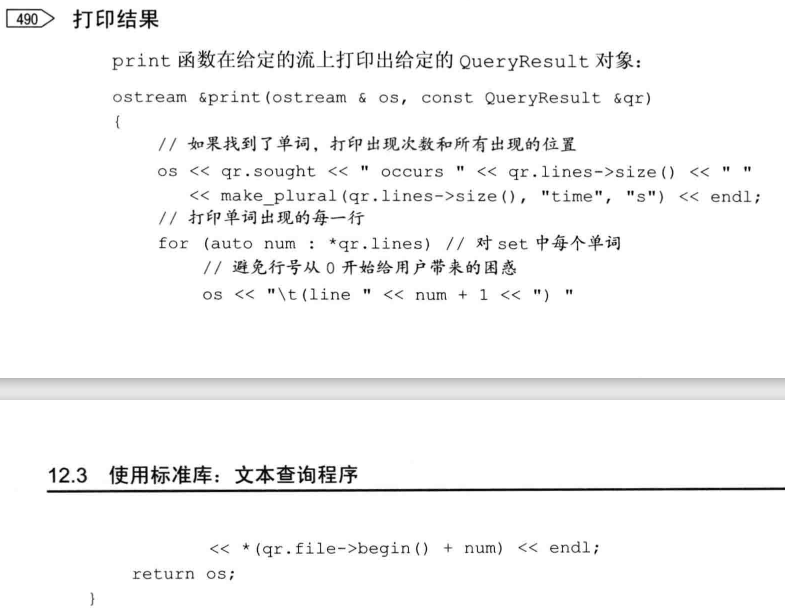 490 打印结果
print 函数在给定的流上打印出给定的 QueryResult 对象：
ostream &print(ostream & os, const QueryResult &qr)
{
// 如果找到了单词，打印出现次数和所有出现的位置
os << qr.sought << " occurs " << qr.lines->size() << " "
<< make_plural(qr.lines->size(), "time", "s") << endl;
// 打印单词出现的每一行
for (auto num : *qr.lines) // 对 set 中每个单词
// 避免行号从 0 开始给用户带来的困惑
os << "\t(line " << num + 1 << ") "
12.3 使用标准库：文本查询程序
<< *(qr.file->begin() + num) << endl;
return os;
}